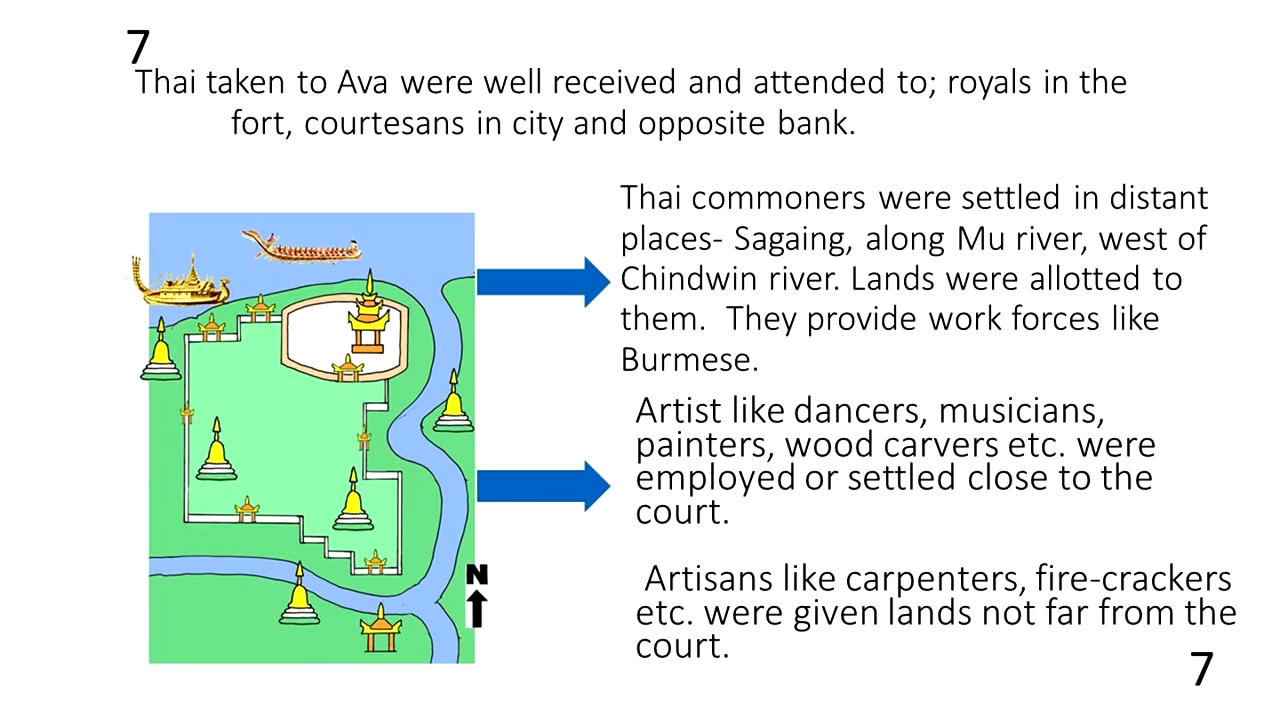 7
Thai taken to Ava were well received and attended to; royals in the
fort, courtesans in city and opposite bank.
Thai commoners were settled in distant
places- Sagaing, along Mu river, west of
Chindwin river. Lands were allotted to
them.  They provide work forces like
Burmese.
Artist like dancers, musicians,
painters, wood carvers etc. were
employed or settled close to the
court.
Artisans like carpenters, fire-crackers
etc. were given lands not far from the
court.
N
7